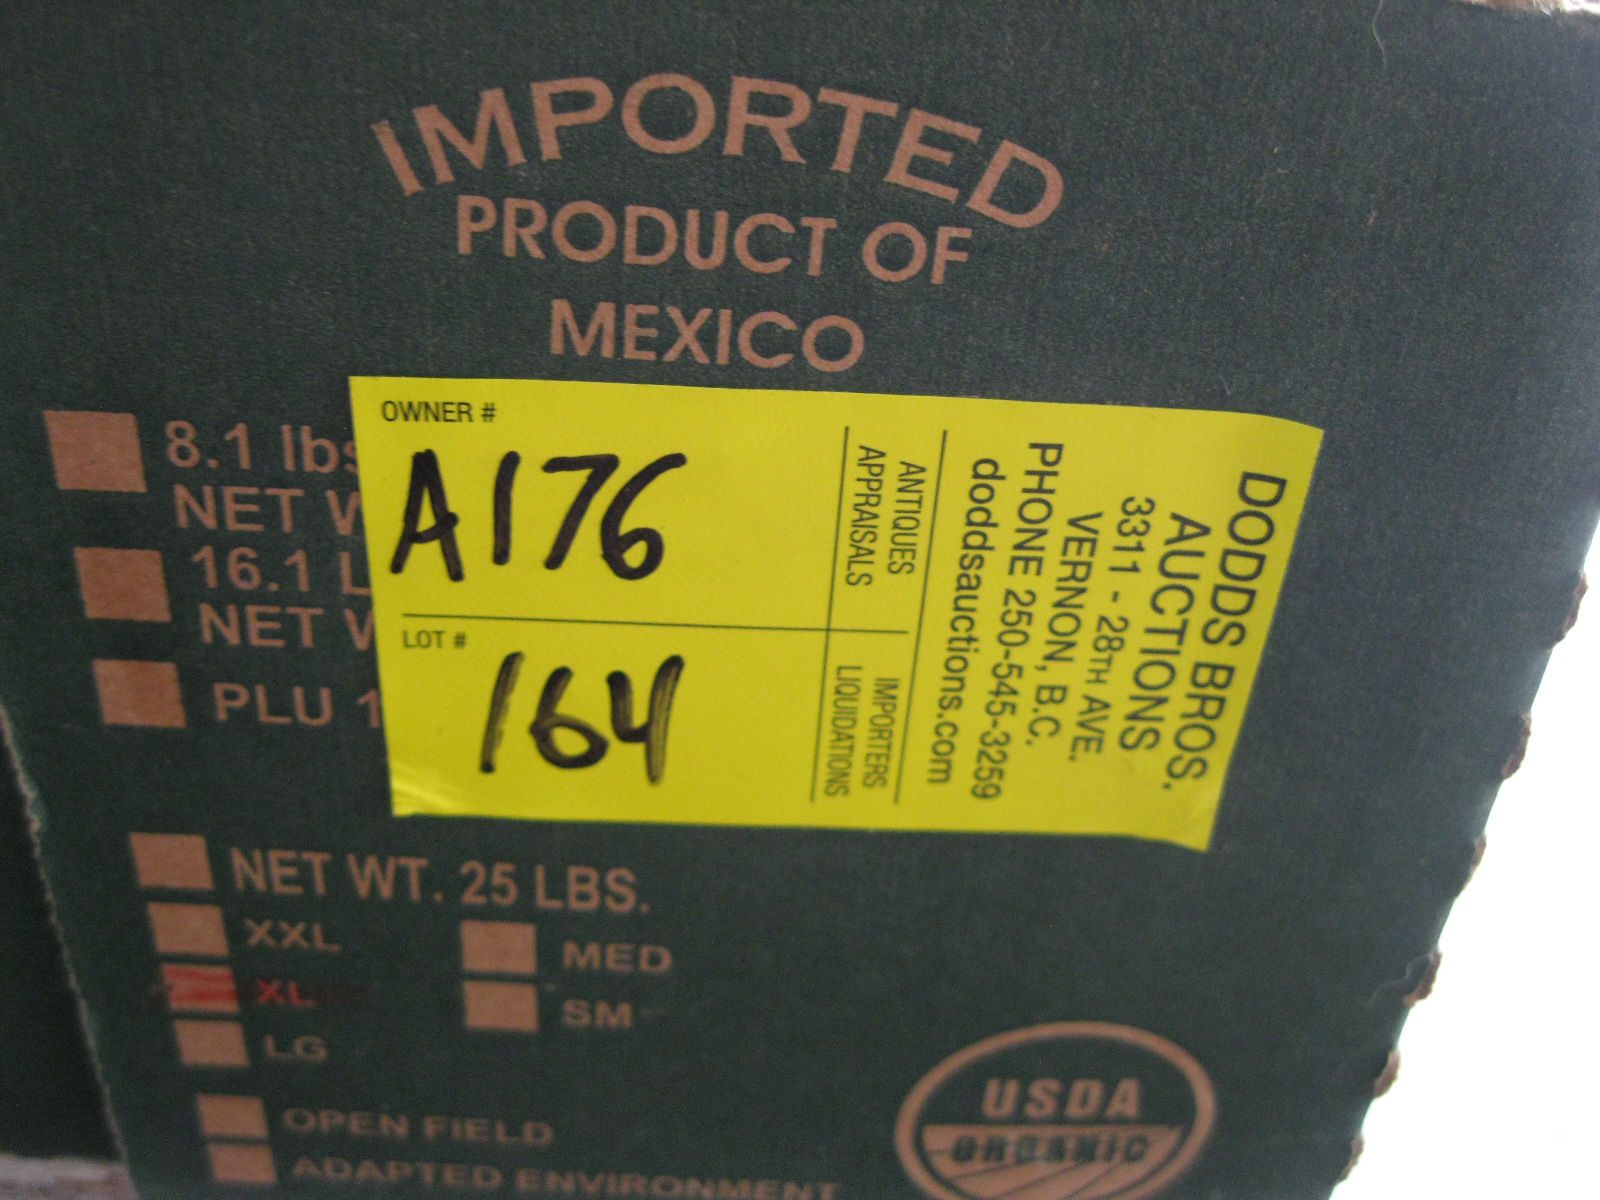 IMPORTED
PRODUCT OF
MEXICO
8.1 lbs
NET
16.1
NET
PLU
OWNER #
A176
LOT #
164
ANTIQUES
APPRAISALS
IMPORTERS
LIQUIDATIONS
DODDS BROS.
AUCTIONS
3311 - 28TH AVE.
VERNON, B.C.
PHONE 250-545-3259
doddsauctions.com
NET WT. 25 LBS.
XXL
MED
XL
SM
LG
OPEN FIELD
ADAPTED ENVIRONMENT
USDA
ORGANIC